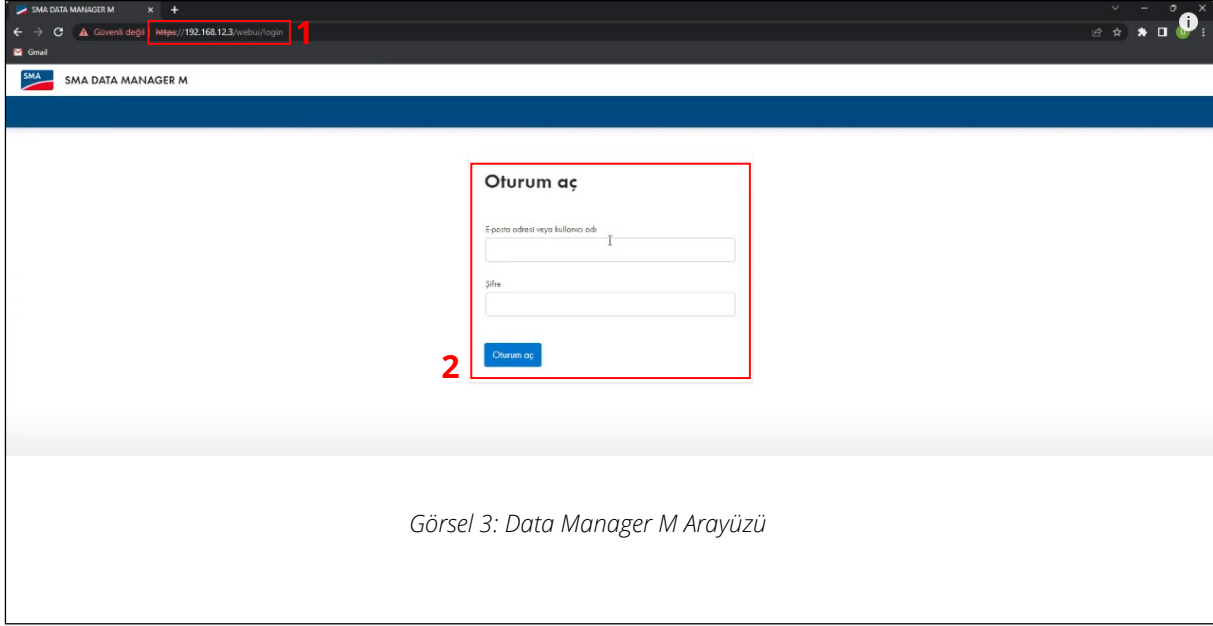 SMA DATA MANAGER M
Güvenli değil https://192.168.12.3/webui/login
1
Gmail
SMA
SMA DATA MANAGER M
Oturum aç
E-posta adresi veya kullanıcı adı
Şifre
Oturum aç
2
Görsel 3: Data Manager M Arayüzü